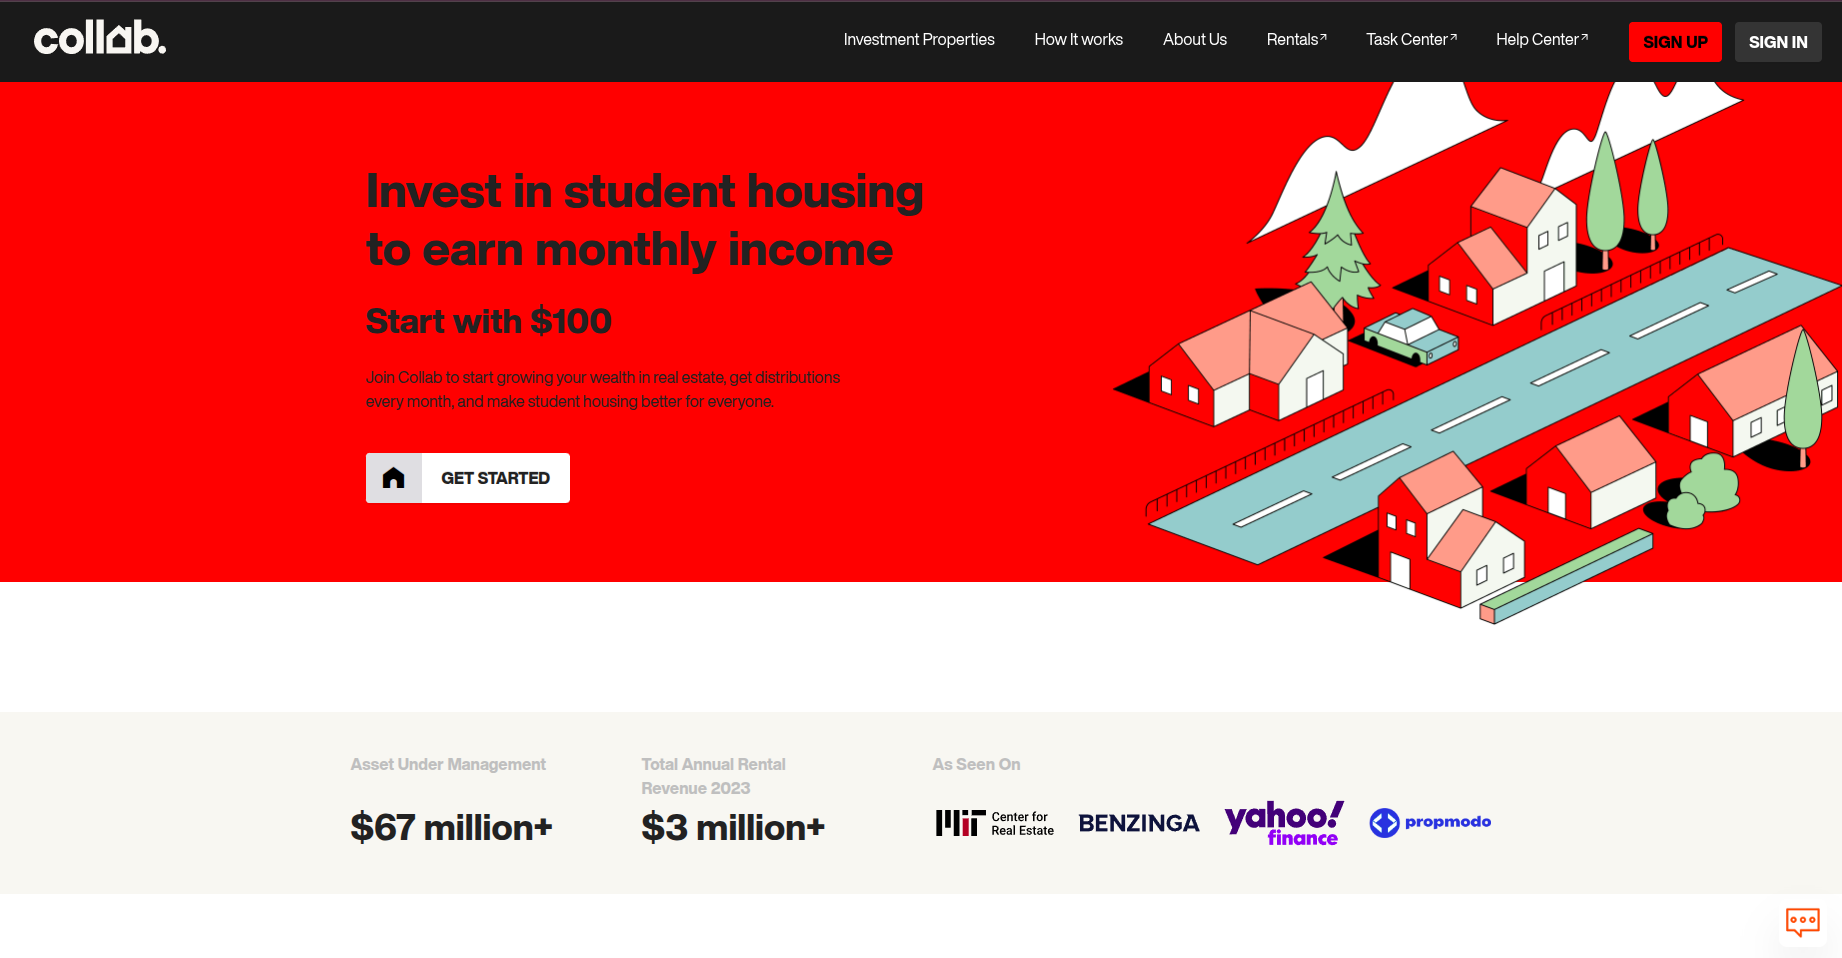 collab.
Investment Properties
How It works
About Us
Rentals↗
Task Center↗
Help Center↗
SIGN UP
SIGN IN
Invest in student housing
to earn monthly income
Start with $100
Join Collab to start growing your wealth in real estate, get distributions
every month, and make student housing better for everyone.
GET STARTED
Asset Under Management
$67 million+
Total Annual Rental
Revenue 2023
$3 million+
As Seen On
MIT Center for
Real Estate
BENZINGA
yahoo!
finance
propmodo